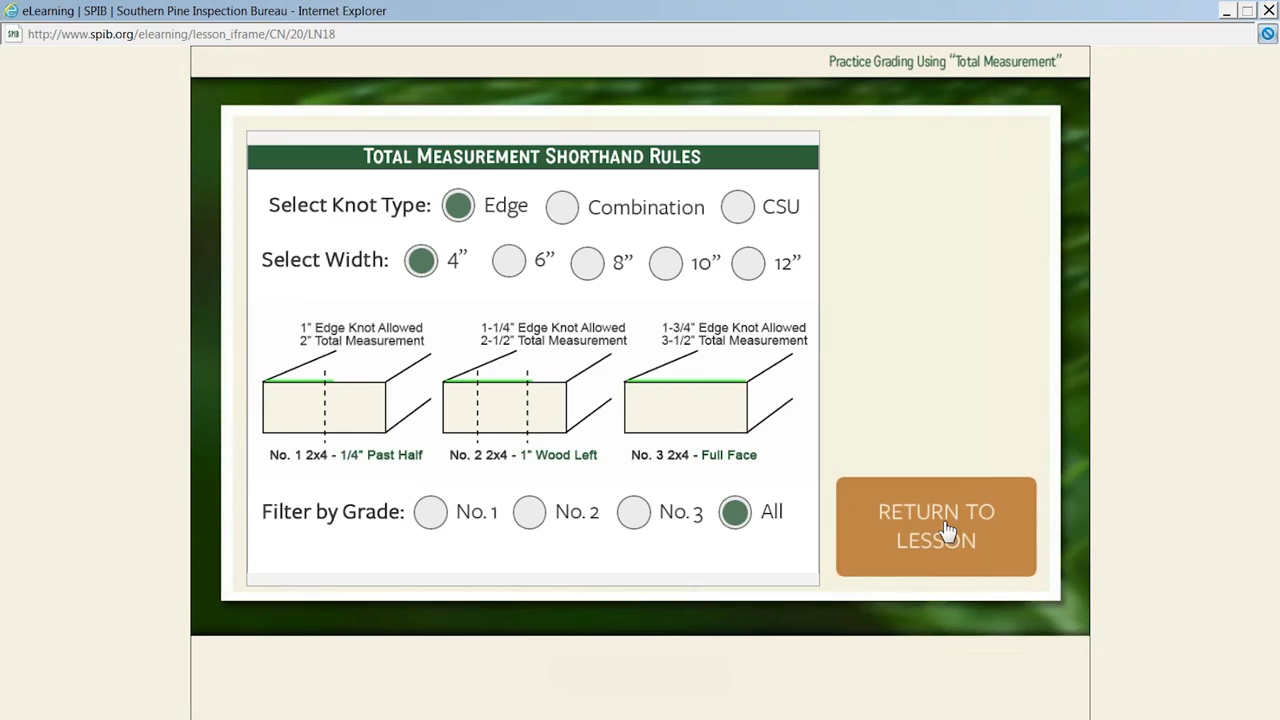 eLearning | SPIB | Southern Pine Inspection Bureau - Internet Explorer
SPIB http://www.spib.org/elearning/lesson_iframe/CN/20/LN18
Practice Grading Using “Total Measurement”
TOTAL MEASUREMENT SHORTHAND RULES
Select Knot Type: Edge Combination CSU
Select Width: 4” 6” 8” 10” 12”
1" Edge Knot Allowed
2" Total Measurement
1-1/4" Edge Knot Allowed
2-1/2" Total Measurement
1-3/4" Edge Knot Allowed
3-1/2" Total Measurement
No. 1 2x4 - 1/4" Past Half
No. 2 2x4 - 1" Wood Left
No. 3 2x4 - Full Face
Filter by Grade: No. 1 No. 2 No. 3 All
RETURN TO
LESSON